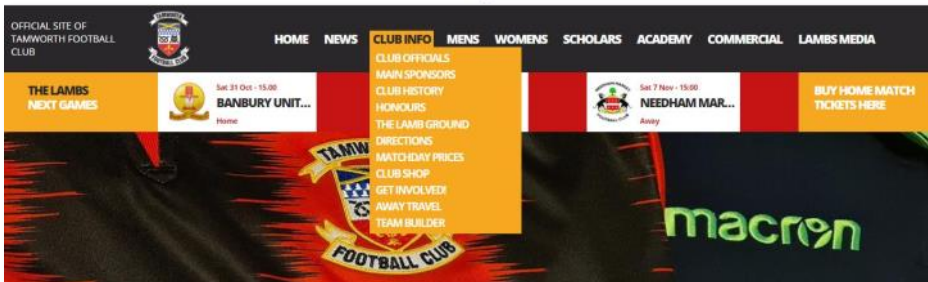 OFFICIAL SITE OF
TAMWORTH FOOTBALL
CLUB
HOME NEWS CLUB INFO MENS WOMENS SCHOLARS ACADEMY COMMERCIAL LAMBS MEDIA
CLUB OFFICIALS
MAIN SPONSORS
CLUB HISTORY
HONOURS
THE LAMB GROUND
DIRECTIONS
MATCHDAY PRICES
CLUB SHOP
GET INVOLVED!
AWAY TRAVEL
TEAM BUILDER
THE LAMBS
NEXT GAMES
Sat 31 Oct - 15.00
BANBURY UNIT...
Home
Sat 7 Nov - 15:00
NEEDHAM MAR...
Away
BUY HOME MATCH
TICKETS HERE
TAMW
FOOTBALL CLUB
macron